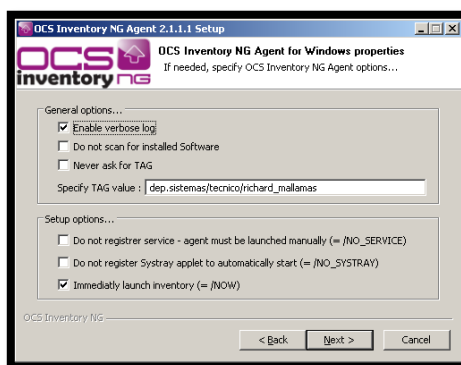 OCS Inventory NG Agent 2.1.1.1 Setup
OCS
inventory NG
OCS Inventory NG Agent for Windows properties
If needed, specify OCS Inventory NG Agent options...
General options...
Enable verbose log
Do not scan for installed Software
Never ask for TAG
Specify TAG value : dep.sistemas/tecnico/richard_mallamas
Setup options...
Do not registrer service - agent must be launched manually (= /NO_SERVICE)
Do not register Systray applet to automatically start (= /NO_SYSTRAY)
Immediatly launch inventory (= /NOW)
OCS Inventory NG
< Back Next > Cancel